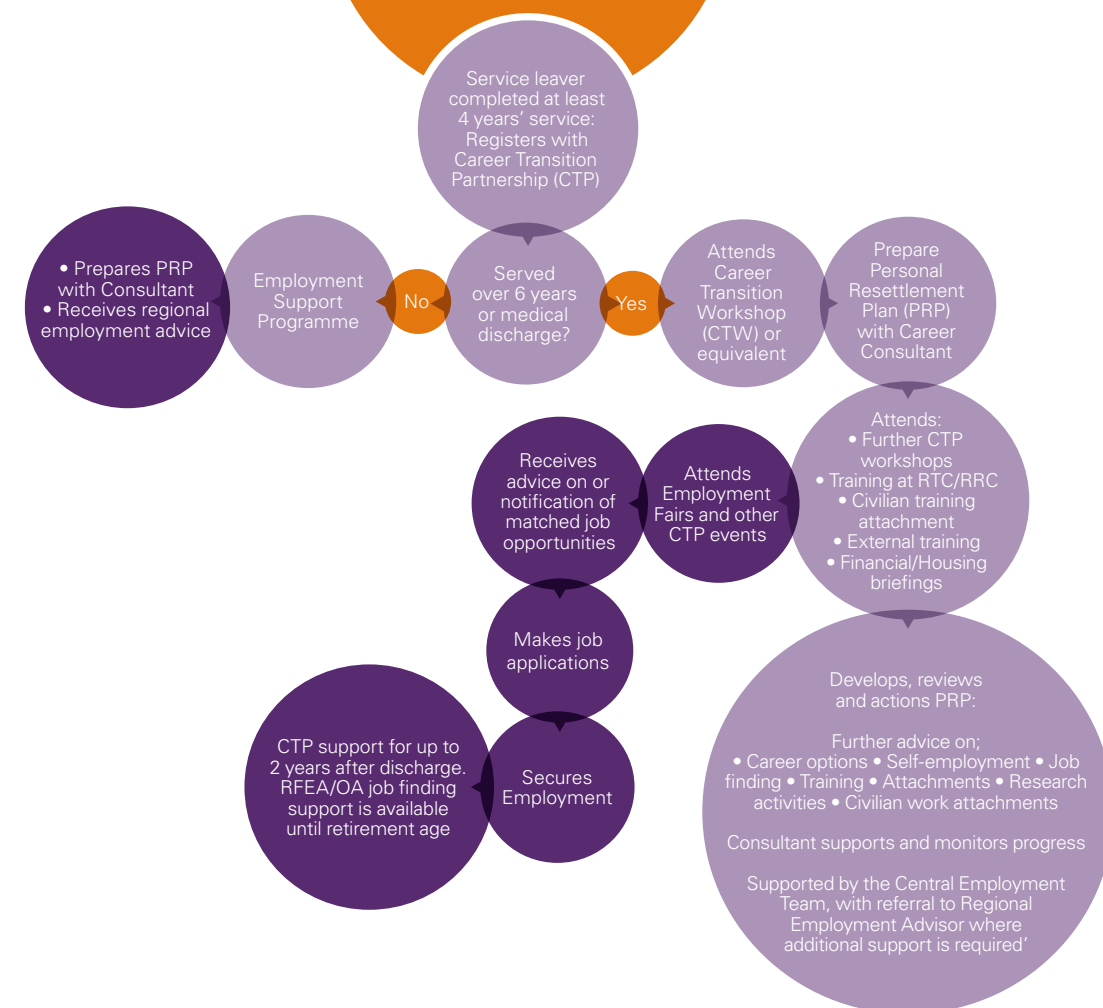 Service leaver
completed at least
4 years’ service:
Registers with
Career Transition
Partnership (CTP)
Served
over 6 years
or medical
discharge?
No
Employment
Support
Programme
• Prepares PRP
with Consultant
• Receives regional
employment advice
Yes
Attends
Career
Transition
Workshop
(CTW) or
equivalent
Prepare
Personal
Resettlement
Plan (PRP)
with Career
Consultant
Attends:
• Further CTP
workshops
• Training at RTC/RRC
• Civilian training
attachment
• External training
• Financial/Housing
briefings
Attends
Employment
Fairs and other
CTP events
Receives
advice on or
notification of
matched job
opportunities
Makes job
applications
Secures
Employment
CTP support for up to
2 years after discharge.
RFEA/OA job finding
support is available
until retirement age
Develops, reviews
and actions PRP:
Further advice on;
• Career options • Self-employment • Job
finding • Training • Attachments • Research
activities • Civilian work attachments
Consultant supports and monitors progress
Supported by the Central Employment
Team, with referral to Regional
Employment Advisor where
additional support is required’